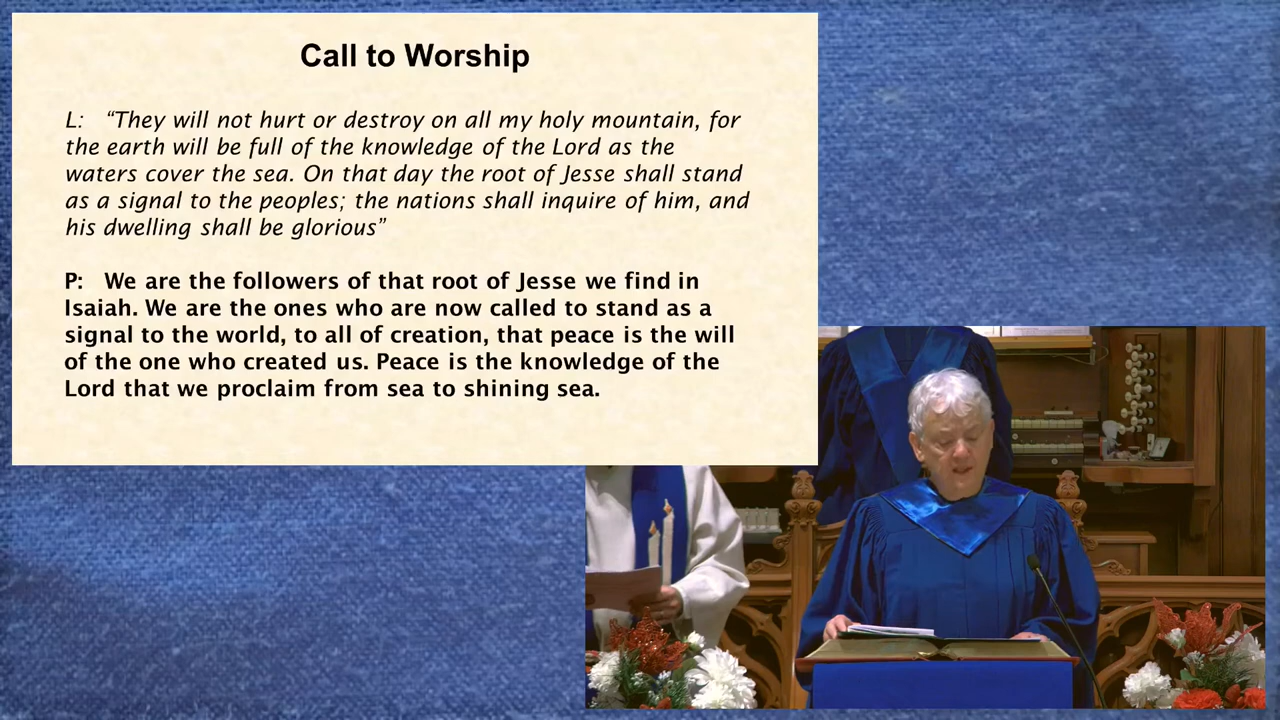 Call to Worship
L: “They will not hurt or destroy on all my holy mountain, for
the earth will be full of the knowledge of the Lord as the
waters cover the sea. On that day the root of Jesse shall stand
as a signal to the peoples; the nations shall inquire of him, and
his dwelling shall be glorious”
P: We are the followers of that root of Jesse we find in
Isaiah. We are the ones who are now called to stand as a
signal to the world, to all of creation, that peace is the will
of the one who created us. Peace is the knowledge of the
Lord that we proclaim from sea to shining sea.